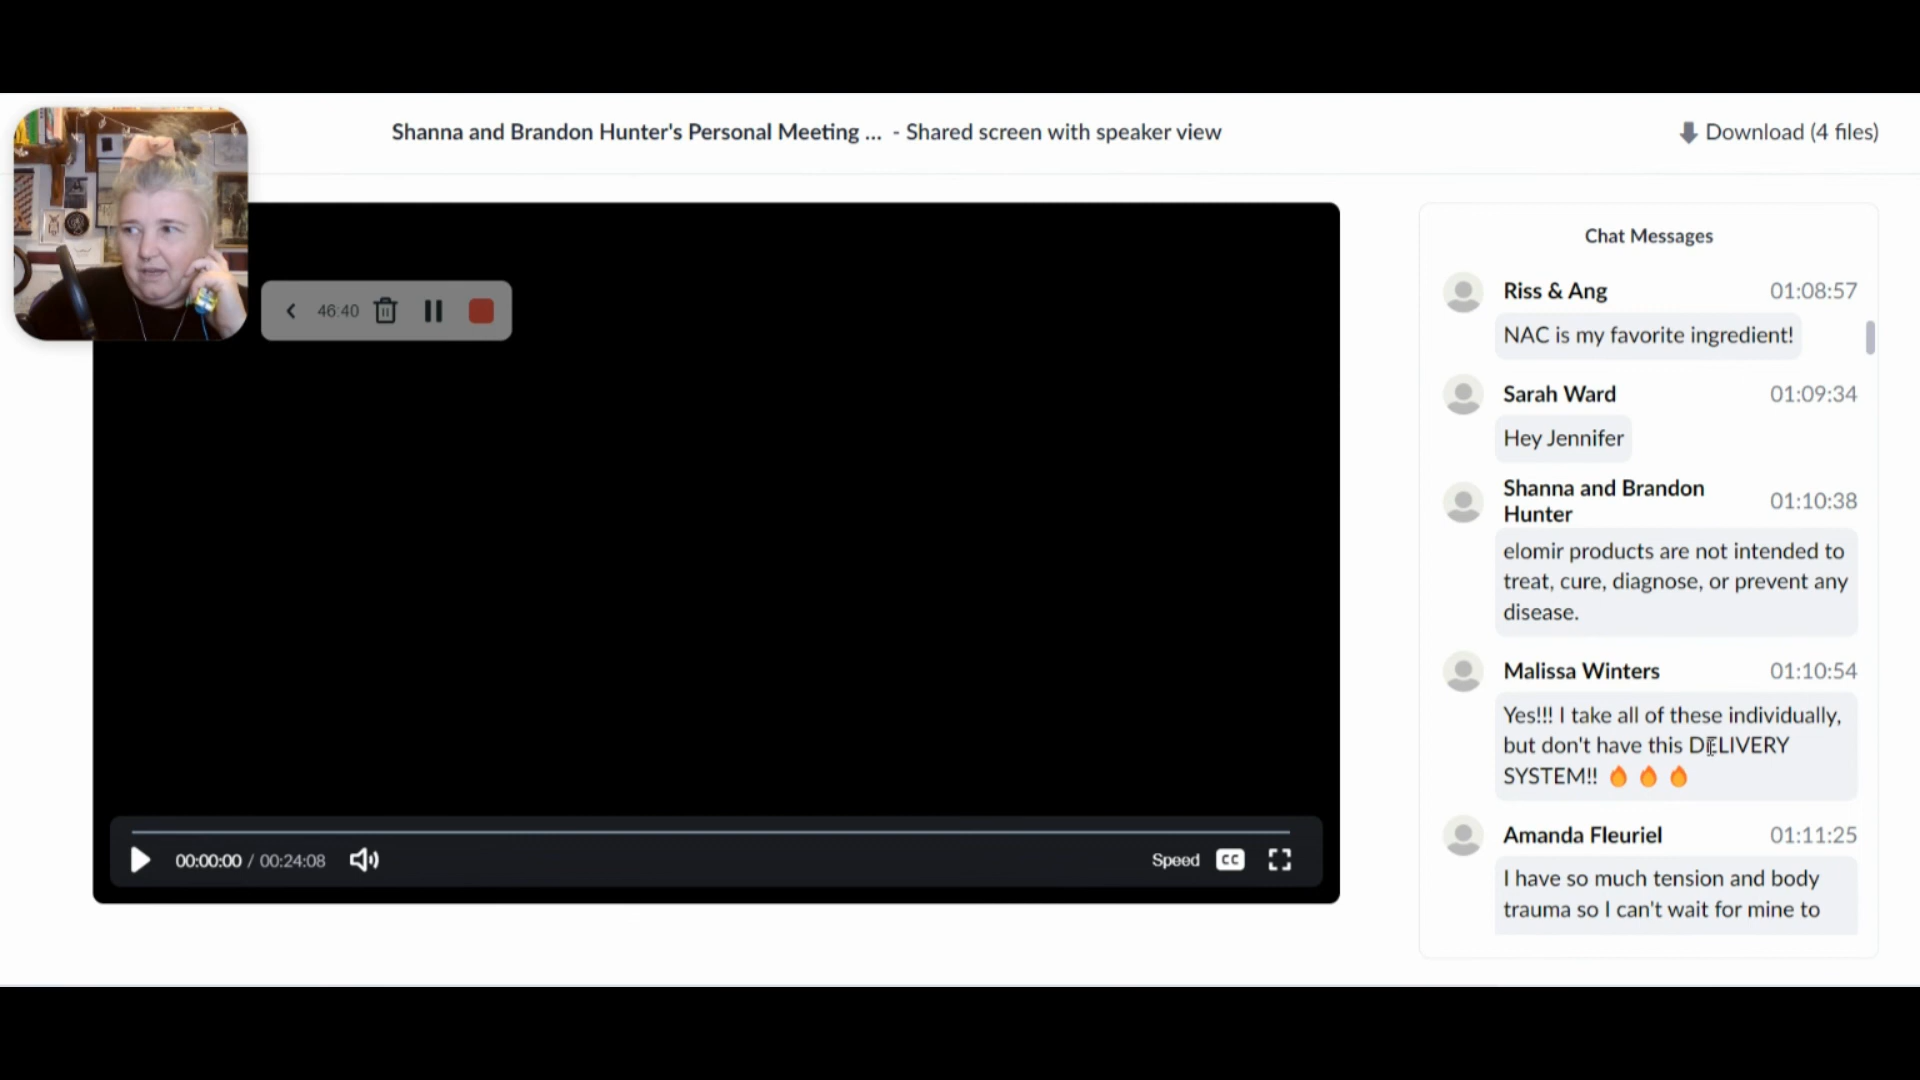 Shanna and Brandon Hunter's Personal Meeting ... - Shared screen with speaker view
Download (4 files)
46:40
00:00:00 / 00:24:08
Speed
CC
Chat Messages
Riss & Ang 01:08:57
NAC is my favorite ingredient!
Sarah Ward 01:09:34
Hey Jennifer
Shanna and Brandon
Hunter 01:10:38
elomir products are not intended to
treat, cure, diagnose, or prevent any
disease.
Malissa Winters 01:10:54
Yes!!! I take all of these individually,
but don't have this DELIVERY
SYSTEM!! 🔥 🔥 🔥
Amanda Fleuriel 01:11:25
I have so much tension and body
trauma so I can't wait for mine to